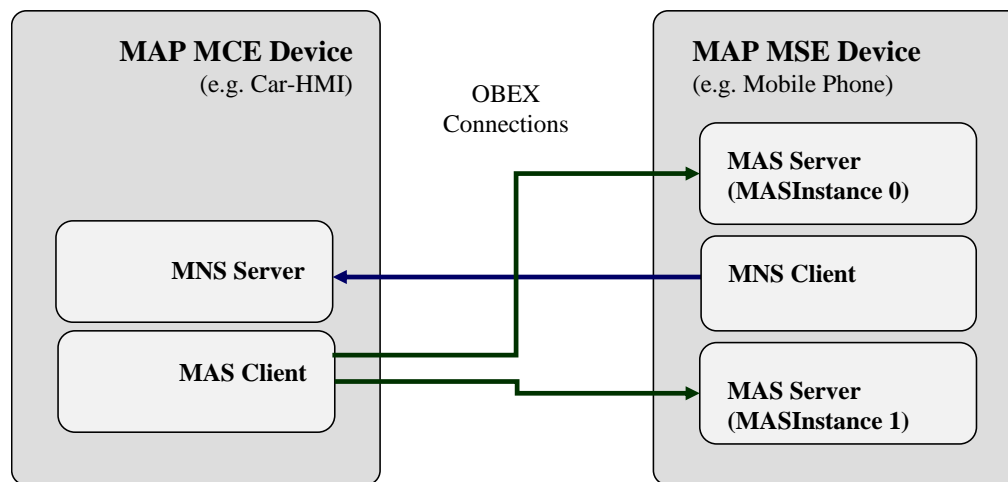 MAP MCE Device
(e.g. Car-HMI)
MNS Server
MAS Client
OBEX
Connections
MAP MSE Device
(e.g. Mobile Phone)
MAS Server
(MASInstance 0)
MNS Client
MAS Server
(MASInstance 1)